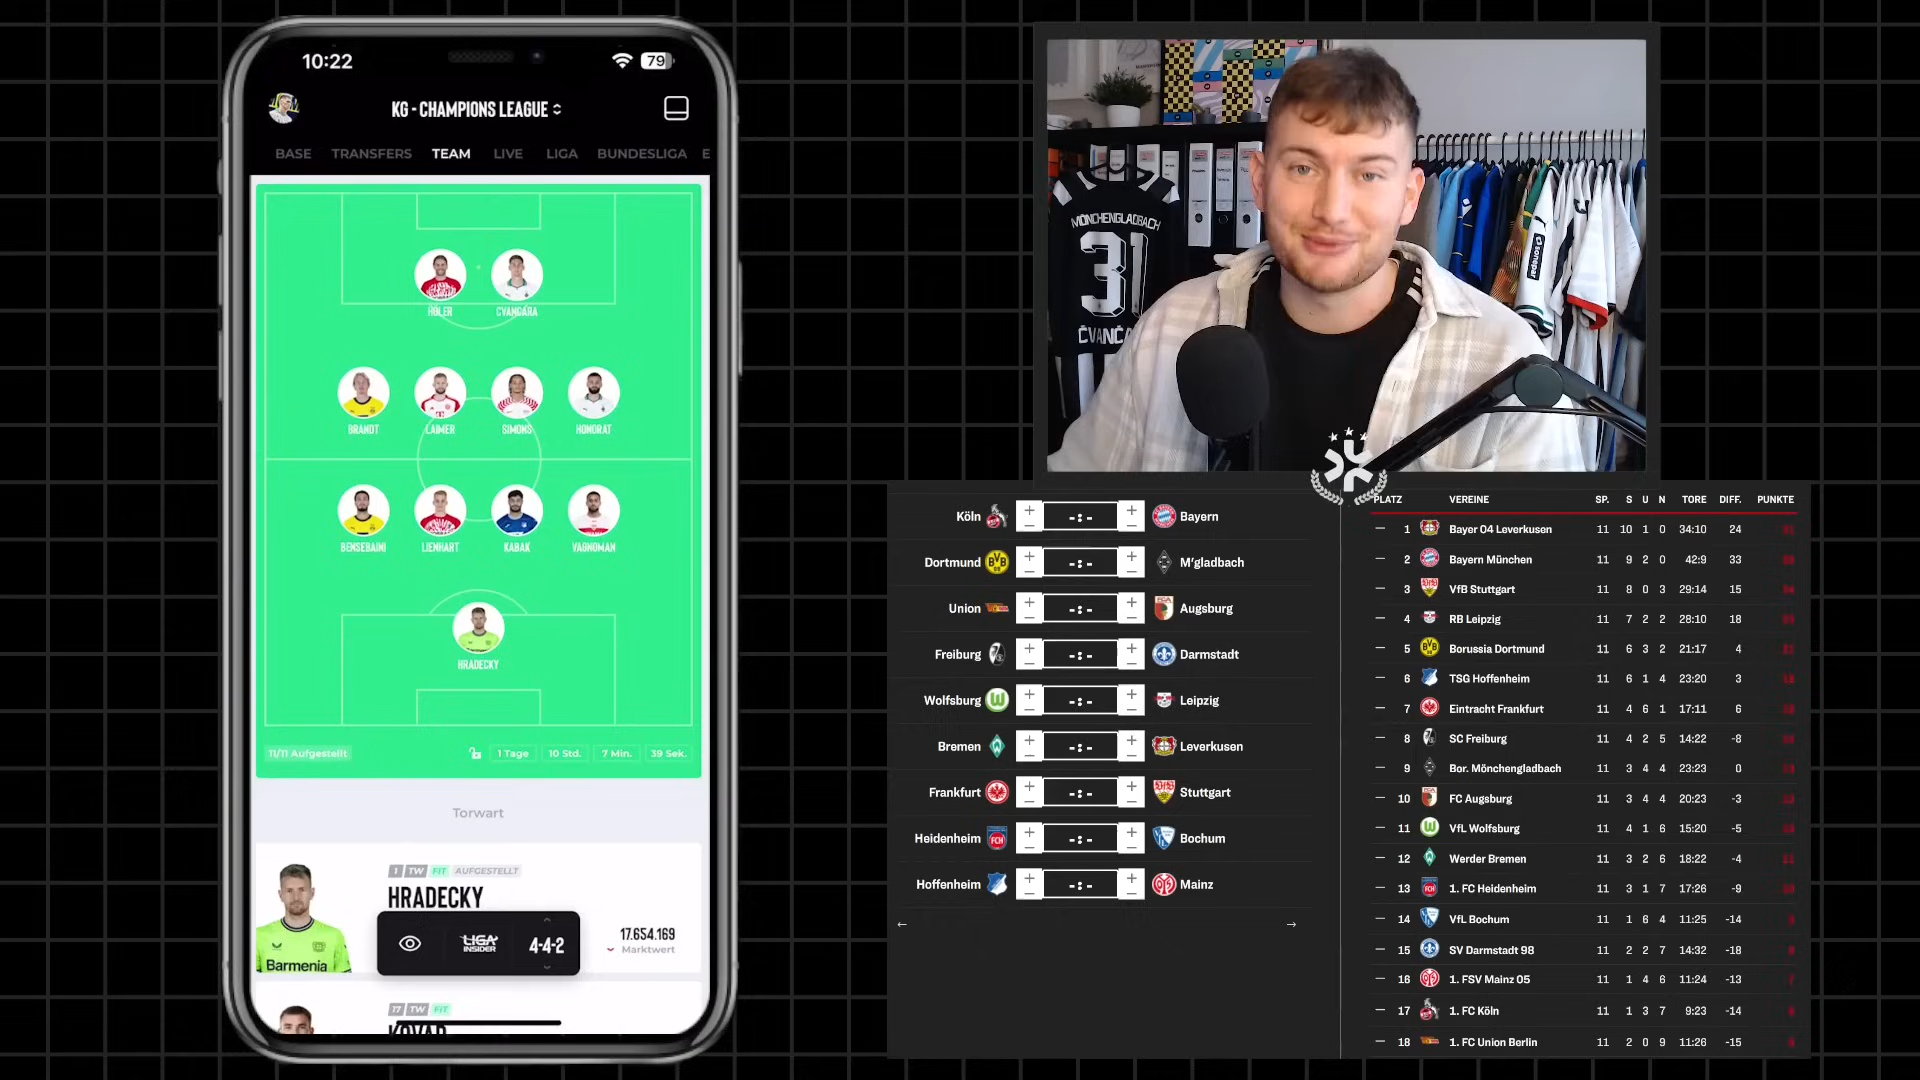 10:22
79
KG - CHAMPIONS LEAGUE
BASE TRANSFERS TEAM LIVE LIGA BUNDESLIGA E
HÖLER CVANCARA
BRANDT LAIMER SIMONS HONORAT
BENSEBAINI LIENHART KABAK VAGNOMAN
HRADECKY
11/11 Aufgestellt 1 Tage 10 Std. 7 Min. 39 Sek.
Torwart
1 TW FIT AUFGESTELLT
HRADECKY
17.654.169
Marktwert
LIGA INSIDER 4-4-2
Barmenia
17 TW FIT
KOVAR
MÖNCHENGLADBACH
31
ČVANČA
sonepar
Köln -:- Bayern
Dortmund -:- M'gladbach
Union -:- Augsburg
Freiburg -:- Darmstadt
Wolfsburg -:- Leipzig
Bremen -:- Leverkusen
Frankfurt -:- Stuttgart
Heidenheim -:- Bochum
Hoffenheim -:- Mainz
← →
PLATZ VEREINE SP. S U N TORE DIFF. PUNKTE
1 Bayer 04 Leverkusen 11 10 1 0 34:10 24
2 Bayern München 11 9 2 0 42:9 33
3 VfB Stuttgart 11 8 0 3 29:14 15
4 RB Leipzig 11 7 2 2 28:10 18
5 Borussia Dortmund 11 6 3 2 21:17 4
6 TSG Hoffenheim 11 6 1 4 23:20 3
7 Eintracht Frankfurt 11 4 6 1 17:11 6
8 SC Freiburg 11 4 2 5 14:22 -8
9 Bor. Mönchengladbach 11 3 4 4 23:23 0
10 FC Augsburg 11 3 4 4 20:23 -3
11 VfL Wolfsburg 11 4 1 6 15:20 -5
12 Werder Bremen 11 3 2 6 18:22 -4
13 1. FC Heidenheim 11 3 1 7 17:26 -9
14 VfL Bochum 11 1 6 4 11:25 -14
15 SV Darmstadt 98 11 2 2 7 14:32 -18
16 1. FSV Mainz 05 11 1 4 6 11:24 -13
17 1. FC Köln 11 1 3 7 9:23 -14
18 1. FC Union Berlin 11 2 0 9 11:26 -15